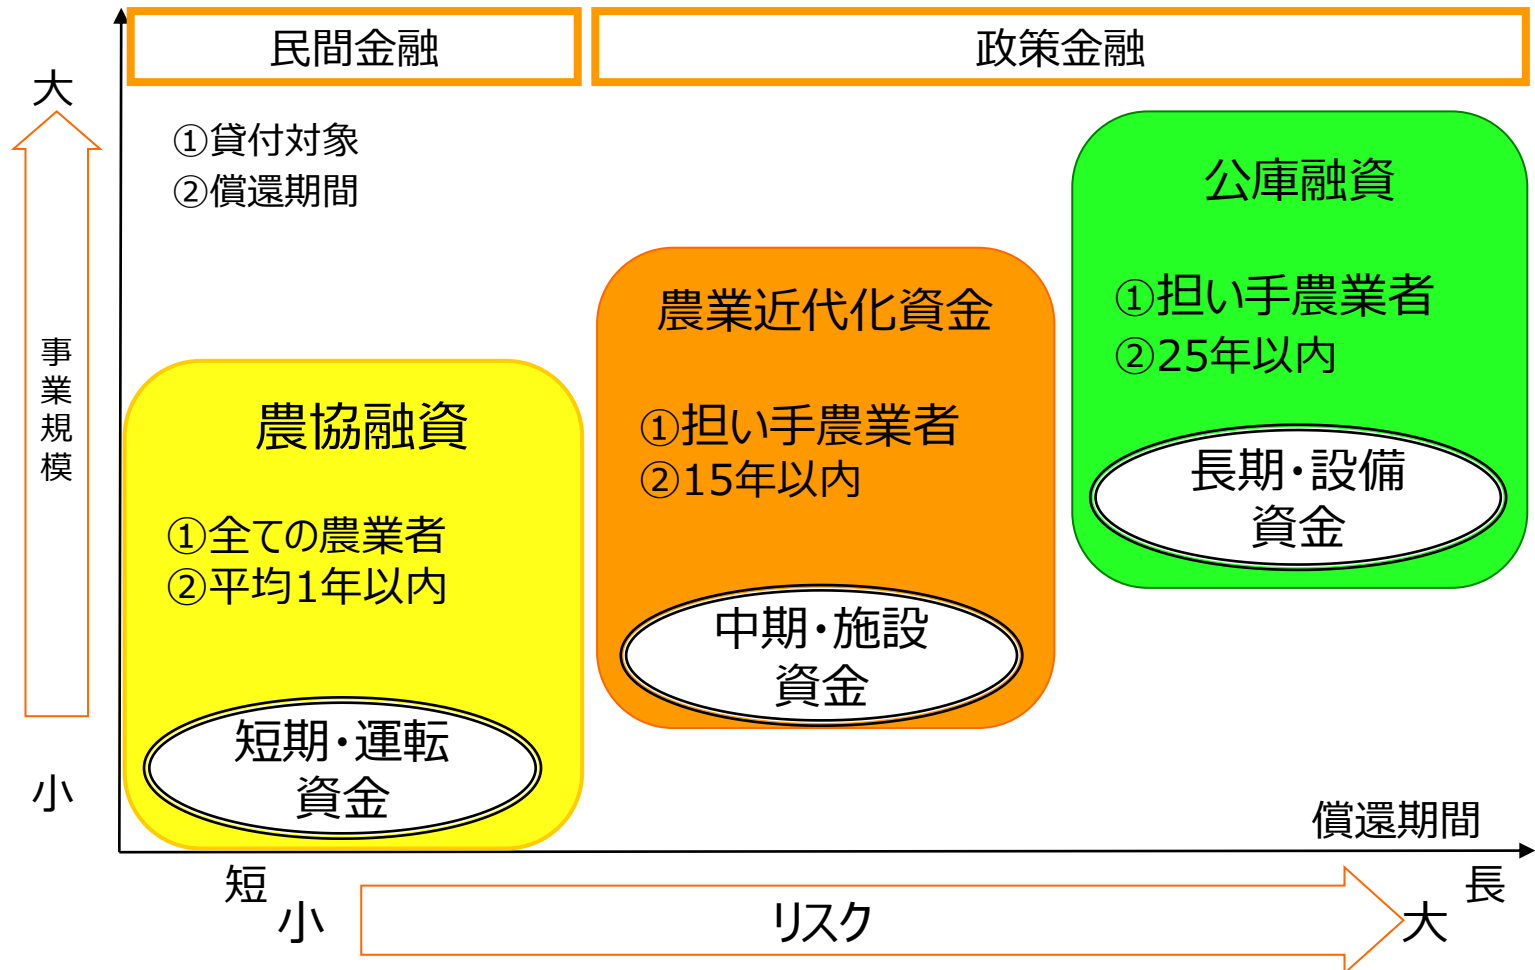 民間金融
政策金融
大
事業規模
小
①貸付対象
②償還期間
農協融資
①全ての農業者
②平均1年以内
短期・運転
資金
農業近代化資金
①担い手農業者
②15年以内
中期・施設
資金
公庫融資
①担い手農業者
②25年以内
長期・設備
資金
償還期間
短
長
小
リスク
大